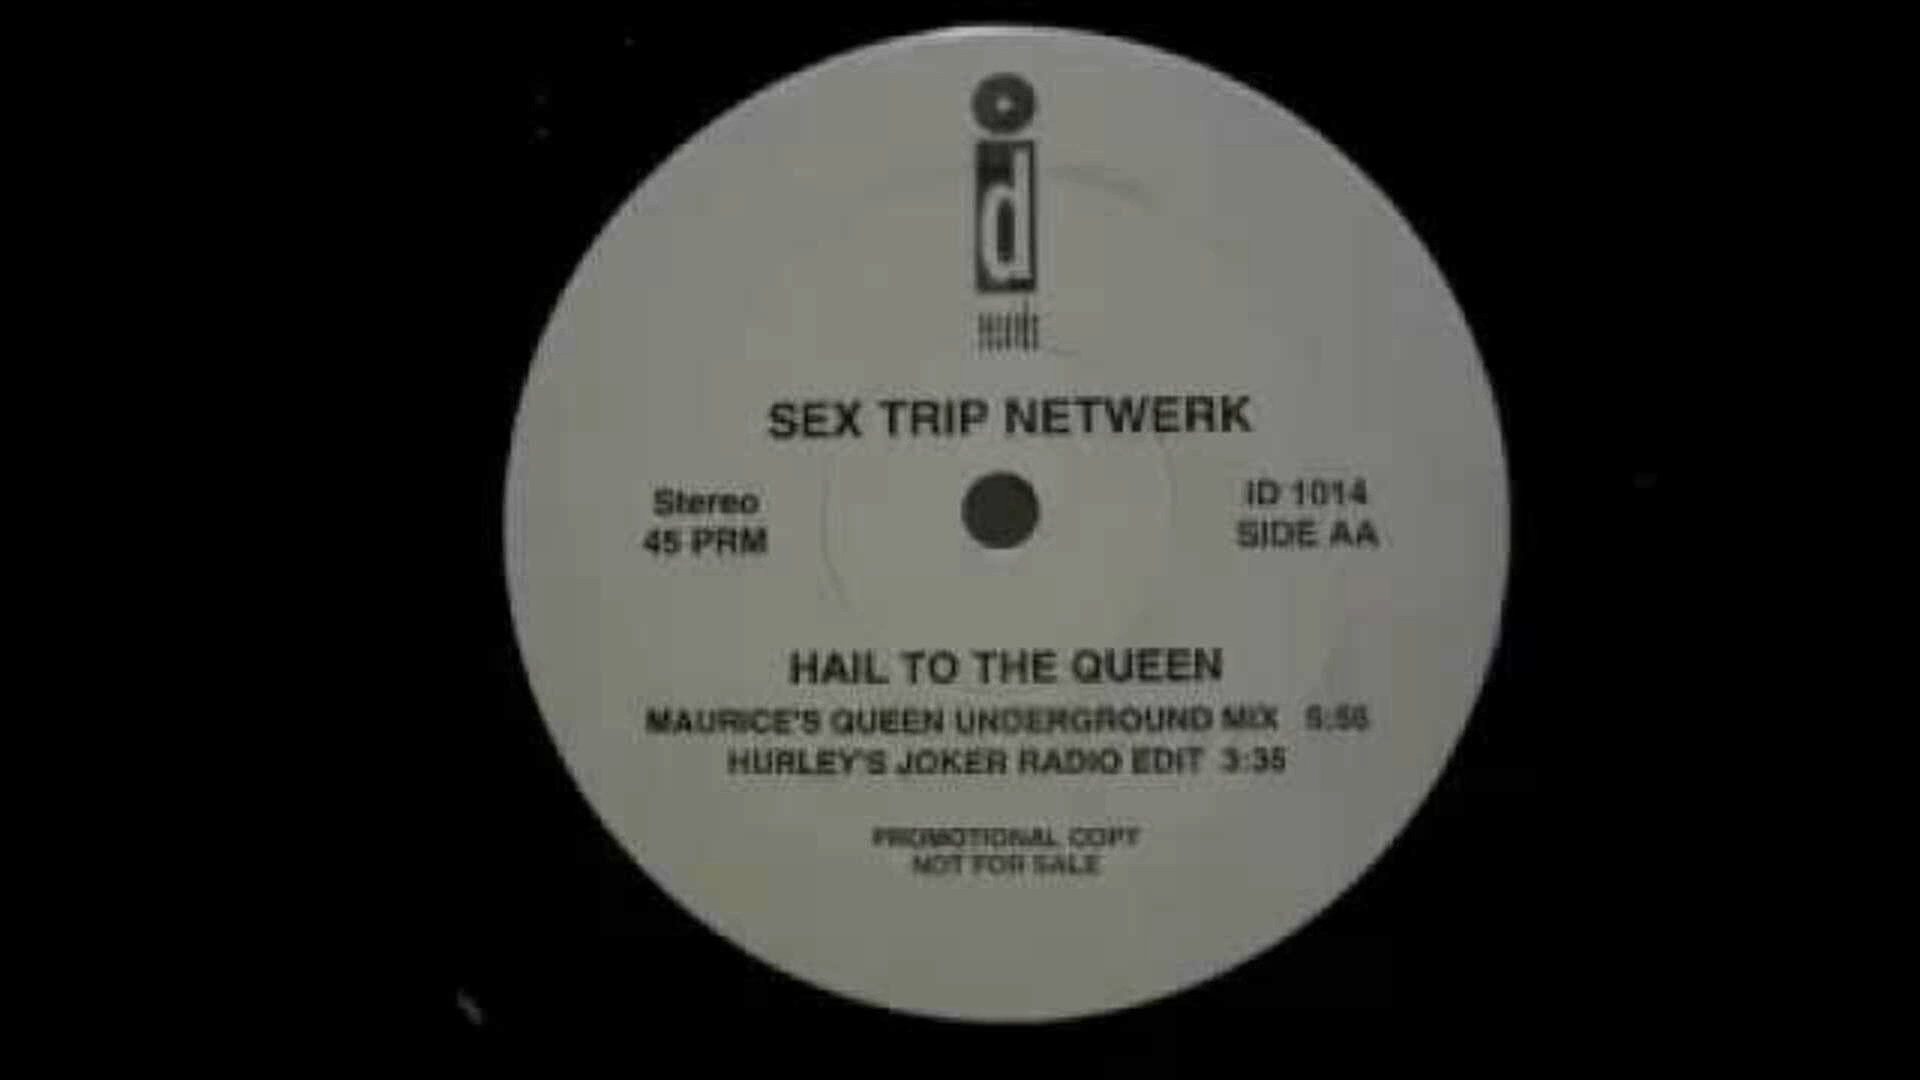 id
SEX TRIP NETWERK
Stereo
45 PRM
ID 1014
SIDE AA
HAIL TO THE QUEEN
MAURICE'S QUEEN UNDERGROUND MIX
HURLEY'S JOKER RADIO EDIT 3:35
PROMOTIONAL COPY
NOT FOR SALE